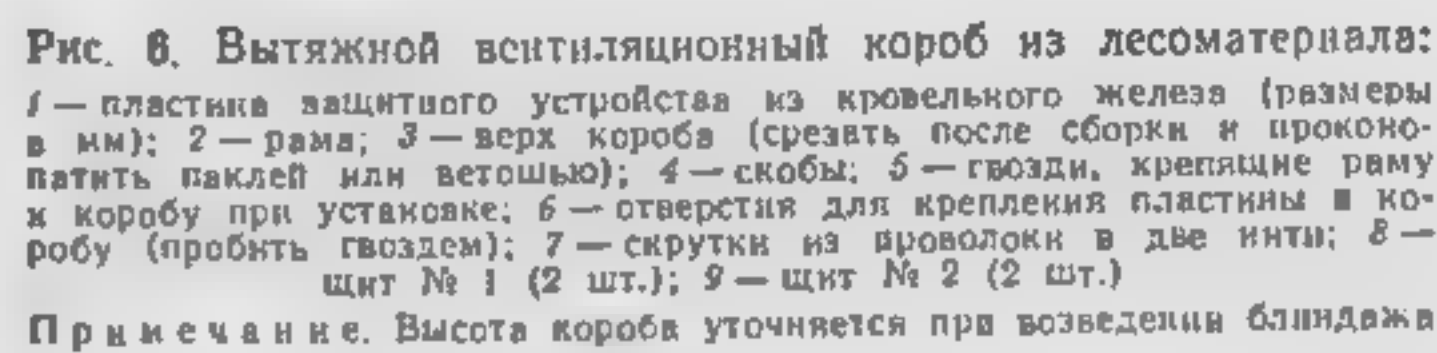 Рис. 6. Вытяжной вентиляционный короб из лесоматериала:
1 — пластина защитного устройства из кровельного железа (размеры
в мм); 2 — рама; 3 — верх короба (срезать после сборки и проконо-
патить паклей или ветошью); 4 — скобы; 5 — гвозди, крепящие раму
к коробу при установке; 6 — отверстия для крепления пластины к ко-
робу (пробить гвоздем); 7 — скрутки из проволоки в две нити; 8 —
щит № 1 (2 шт.); 9 — щит № 2 (2 шт.)
Примечание. Высота короба уточняется при возведении блиндажа